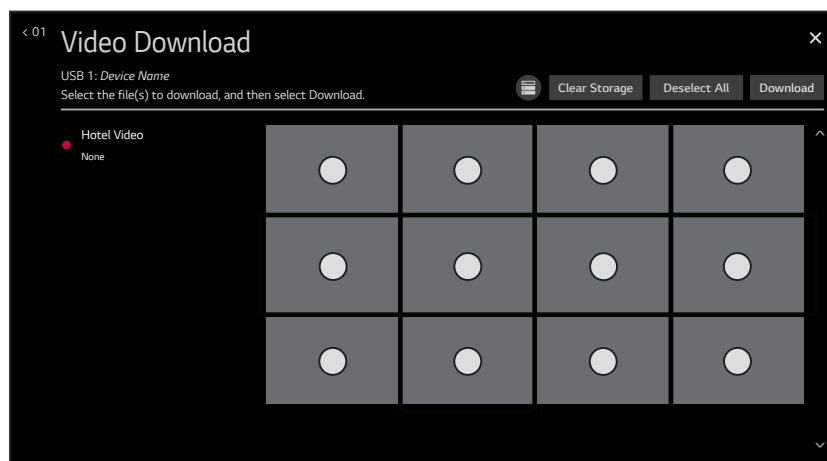 < 01
Video Download
USB 1: Device Name
Select the file(s) to download, and then select Download.
Clear Storage
Deselect All
Download
Hotel Video
None